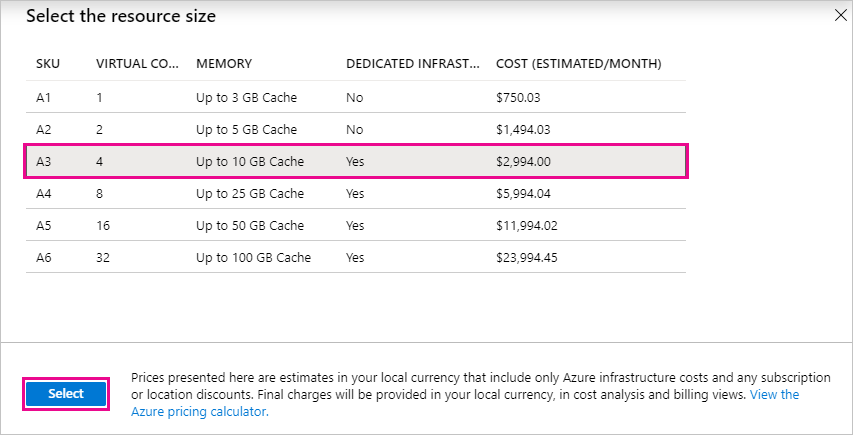 Select the resource size
SKU VIRTUAL CO... MEMORY DEDICATED INFRAST... COST (ESTIMATED/MONTH)
A1 1 Up to 3 GB Cache No $750.03
A2 2 Up to 5 GB Cache No $1,494.03
A3 4 Up to 10 GB Cache Yes $2,994.00
A4 8 Up to 25 GB Cache Yes $5,994.04
A5 16 Up to 50 GB Cache Yes $11,994.02
A6 32 Up to 100 GB Cache Yes $23,994.45
Select
Prices presented here are estimates in your local currency that include only Azure infrastructure costs and any subscription
or location discounts. Final charges will be provided in your local currency, in cost analysis and billing views. View the
Azure pricing calculator.